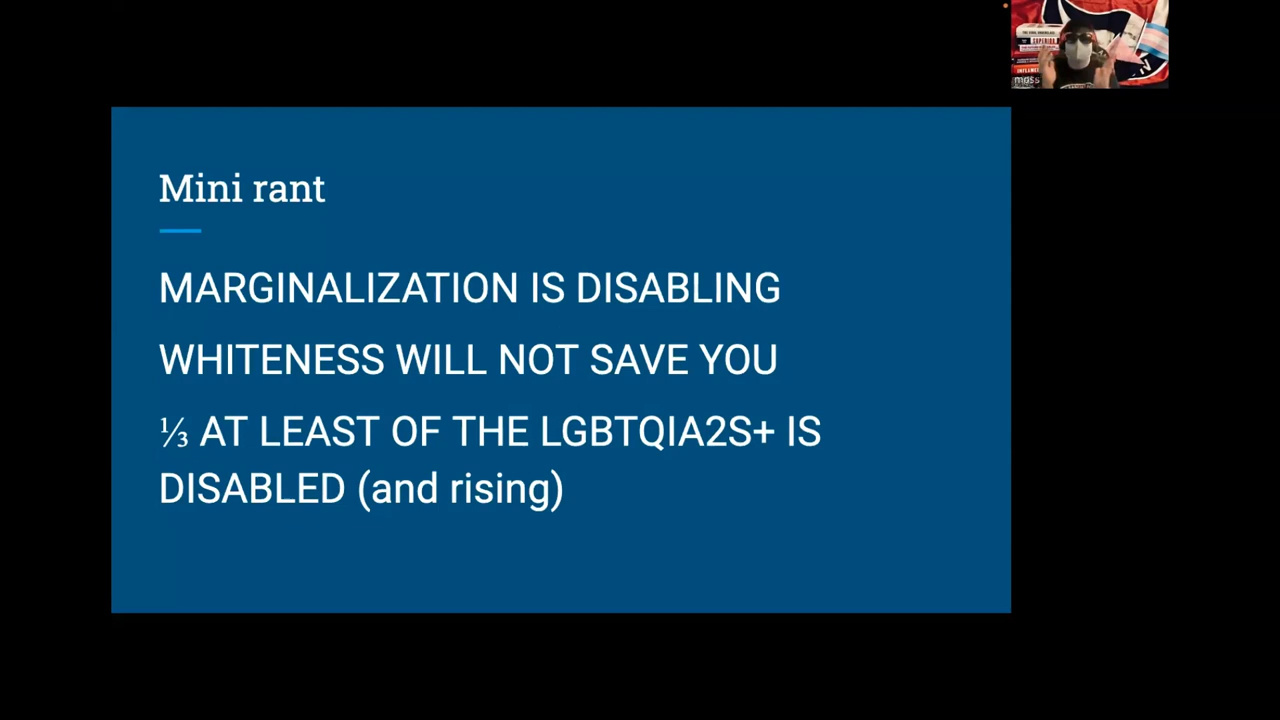 Mini rant
MARGINALIZATION IS DISABLING
WHITENESS WILL NOT SAVE YOU
⅓ AT LEAST OF THE LGBTQIA2S+ IS
DISABLED (and rising)
mass